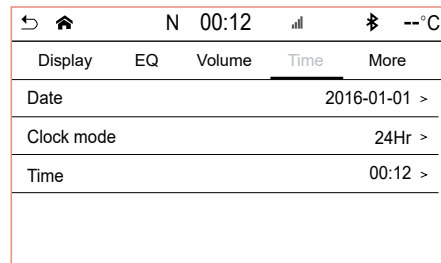 N 00:12 --°C
Display EQ Volume Time More
Date 2016-01-01 >
Clock mode 24Hr >
Time 00:12 >